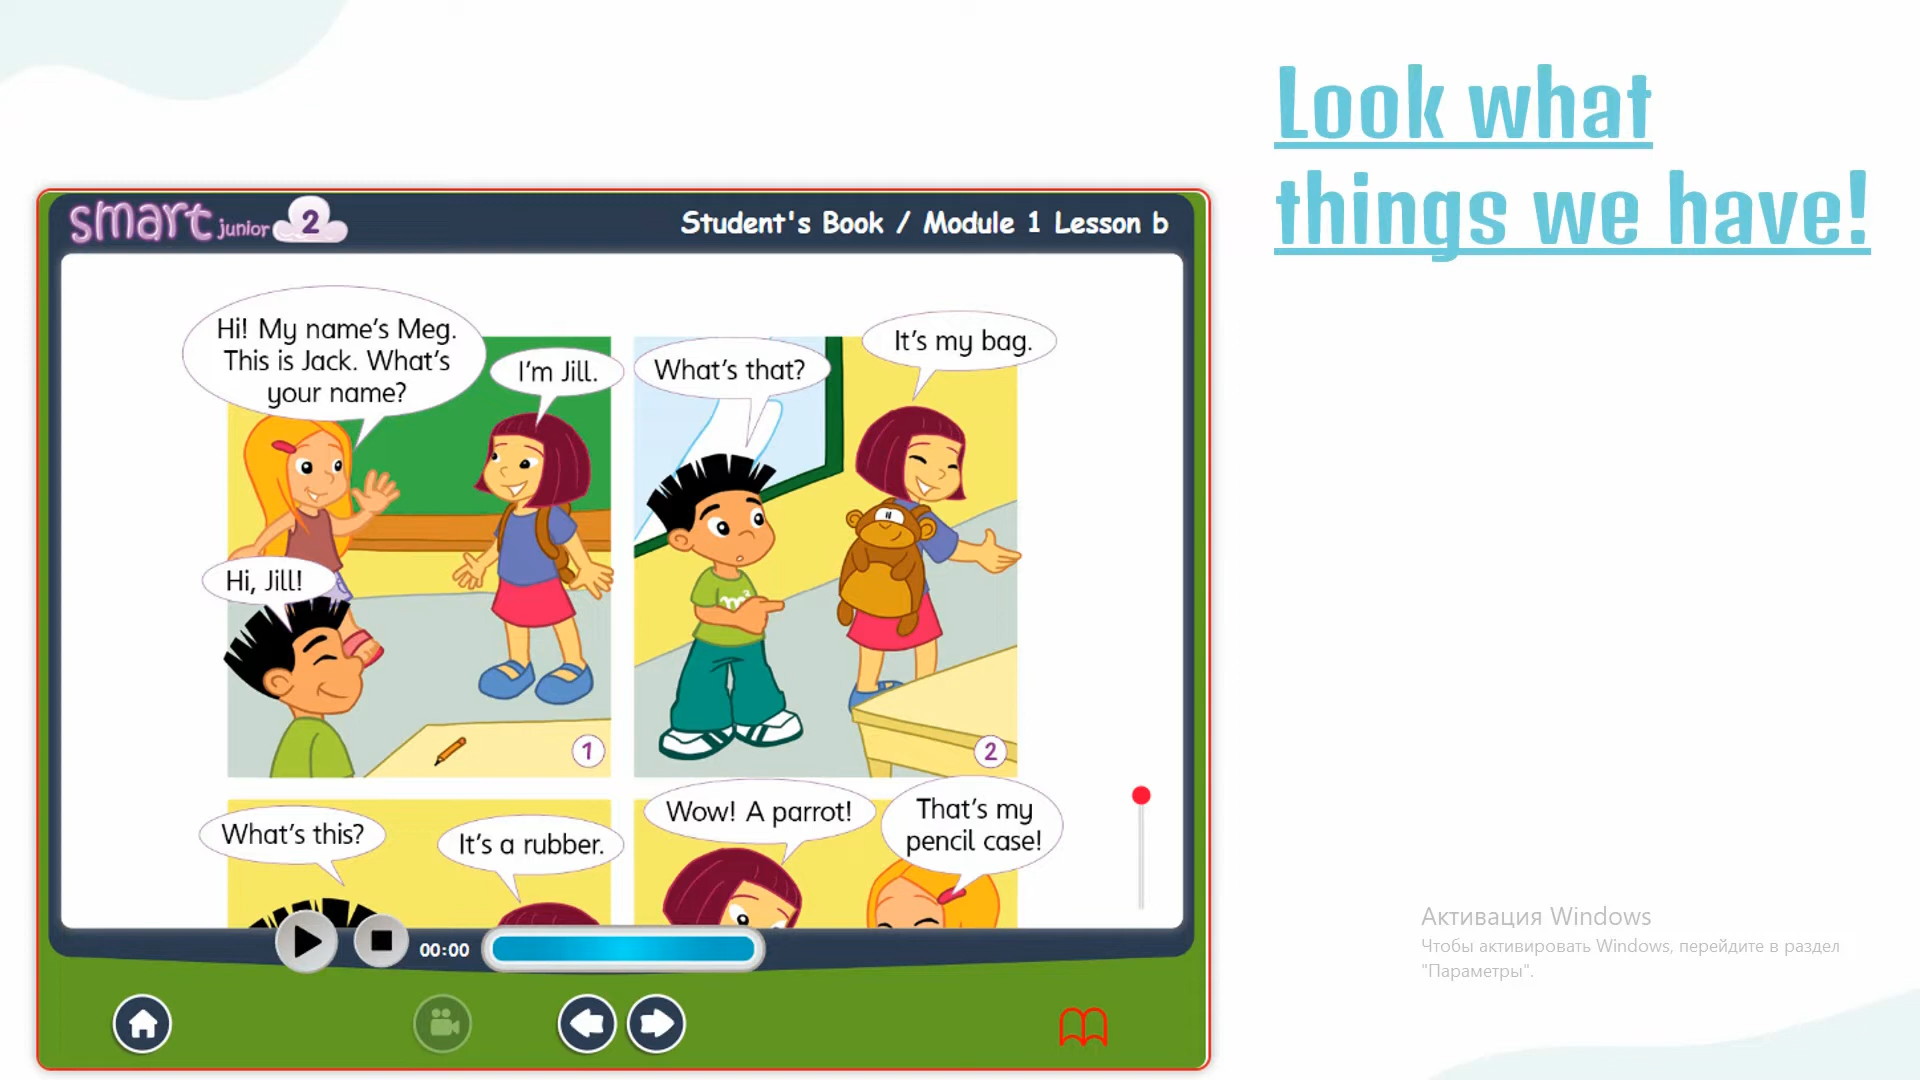 Look what
things we have!
smart junior 2
Student's Book / Module 1 Lesson b
Hi! My name's Meg.
This is Jack. What's
your name?
I'm Jill.
Hi, Jill!
1
What's that?
It's my bag.
m²
2
What's this?
It's a rubber.
Wow! A parrot!
That's my
pencil case!
00:00
Активация Windows
Чтобы активировать Windows, перейдите в раздел
"Параметры".